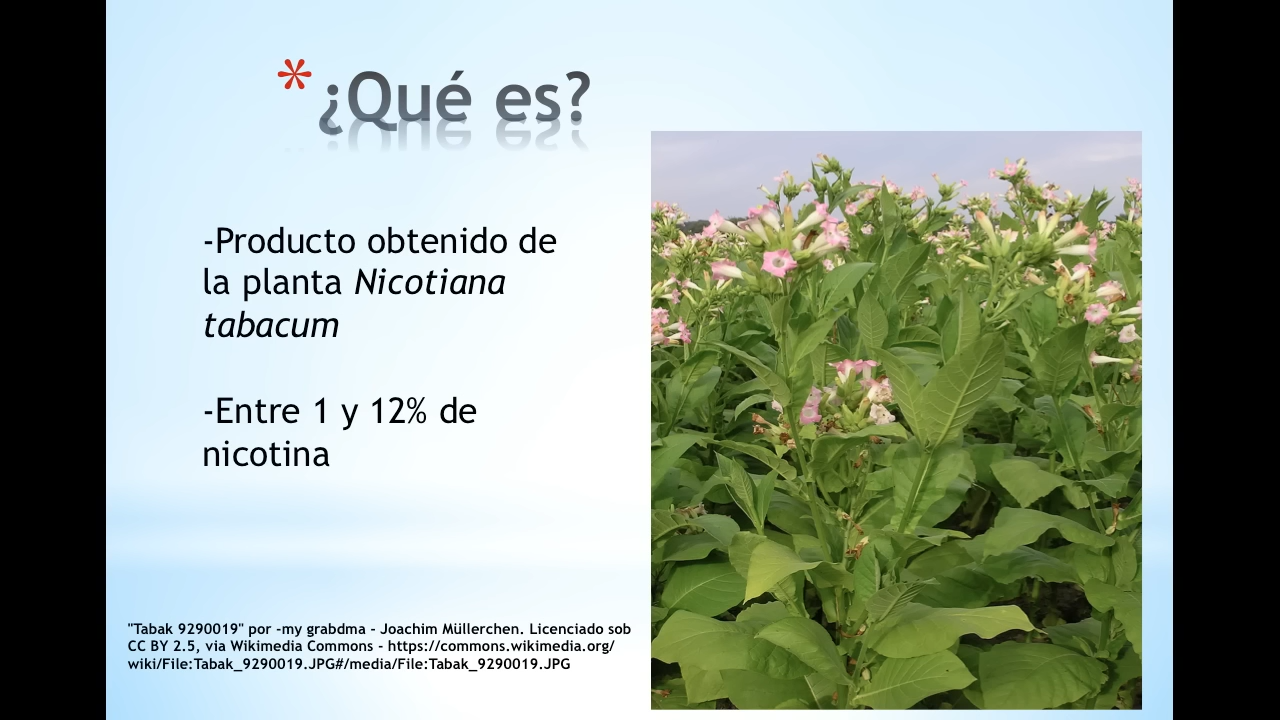 *¿Qué es?
-Producto obtenido de
la planta Nicotiana
tabacum
-Entre 1 y 12% de
nicotina
"Tabak 9290019" por -my grabdma - Joachim Müllerchen. Licenciado sob
CC BY 2.5, via Wikimedia Commons - https://commons.wikimedia.org/
wiki/File:Tabak_9290019.JPG#/media/File:Tabak_9290019.JPG